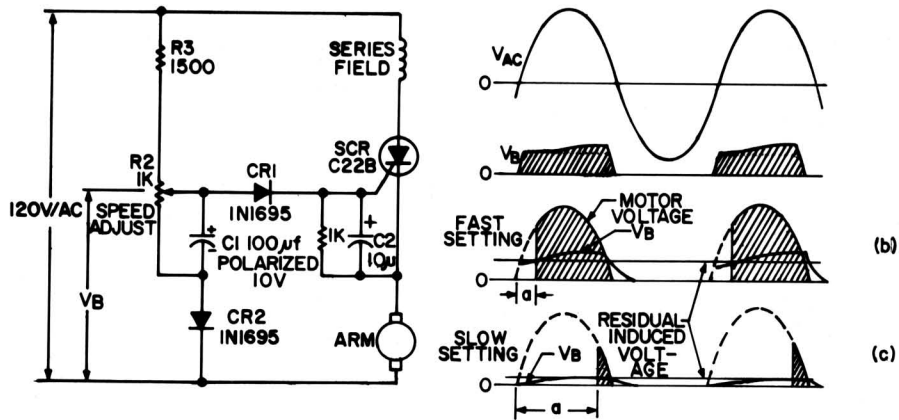 R3
1500
SERIES
FIELD
SCR
C22B
R2
1K
CR1
1N1695
120V/AC
SPEED
ADJUST
+
-
C1 100µf
POLARIZED
10V
1K
+
C2
10µ
VB
CR2
1N1695
ARM
VAC
0
VB
0
FAST
SETTING
MOTOR
VOLTAGE
VB
(b)
0
a
SLOW
SETTING
VB
RESIDUAL-
INDUCED
VOLT-
AGE
(c)
0
a